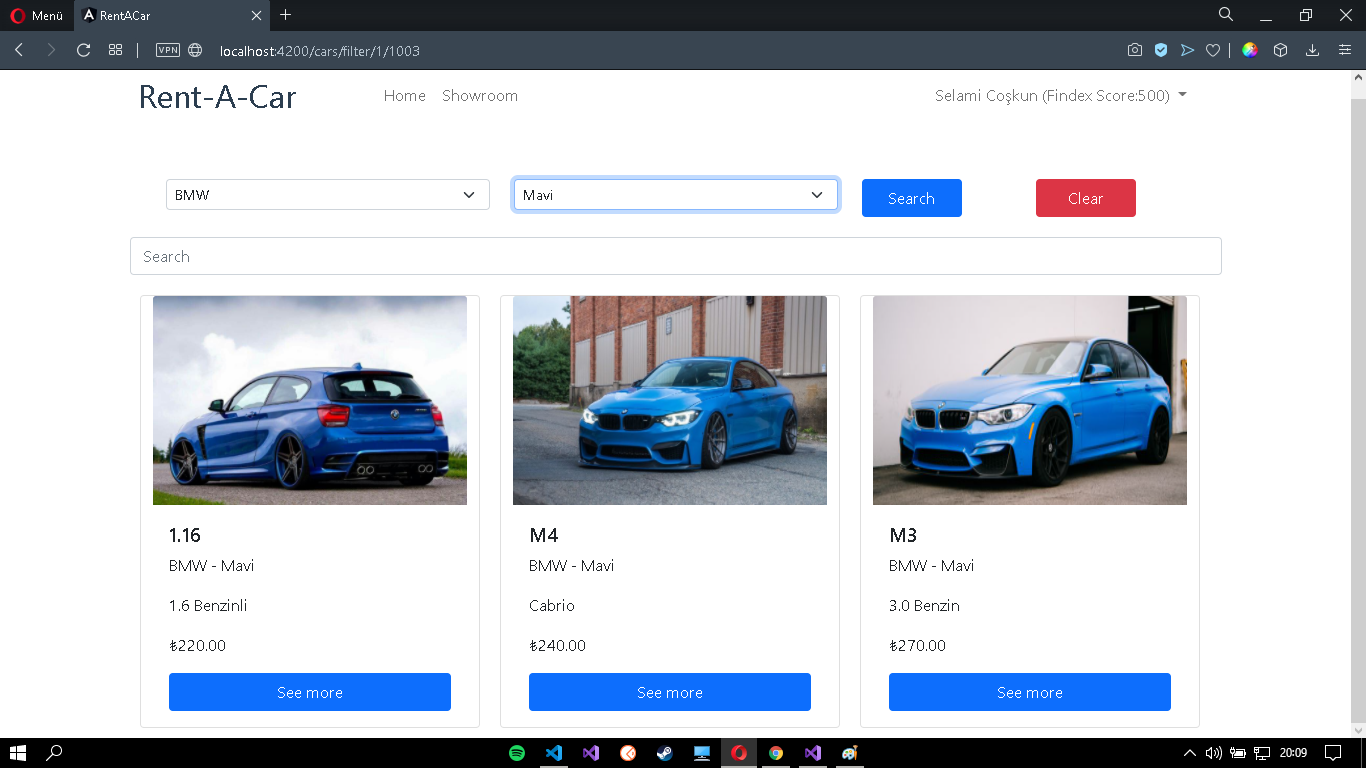 Menü
RentACar
VPN
localhost:4200/cars/filter/1/1003
Rent-A-Car
Home
Showroom
Selami Coşkun (Findex Score:500)
BMW
Mavi
Search
Clear
Search
1.16
BMW - Mavi
1.6 Benzinli
₺220.00
See more
M4
BMW - Mavi
Cabrio
₺240.00
See more
M3
BMW - Mavi
3.0 Benzin
₺270.00
See more
20:09